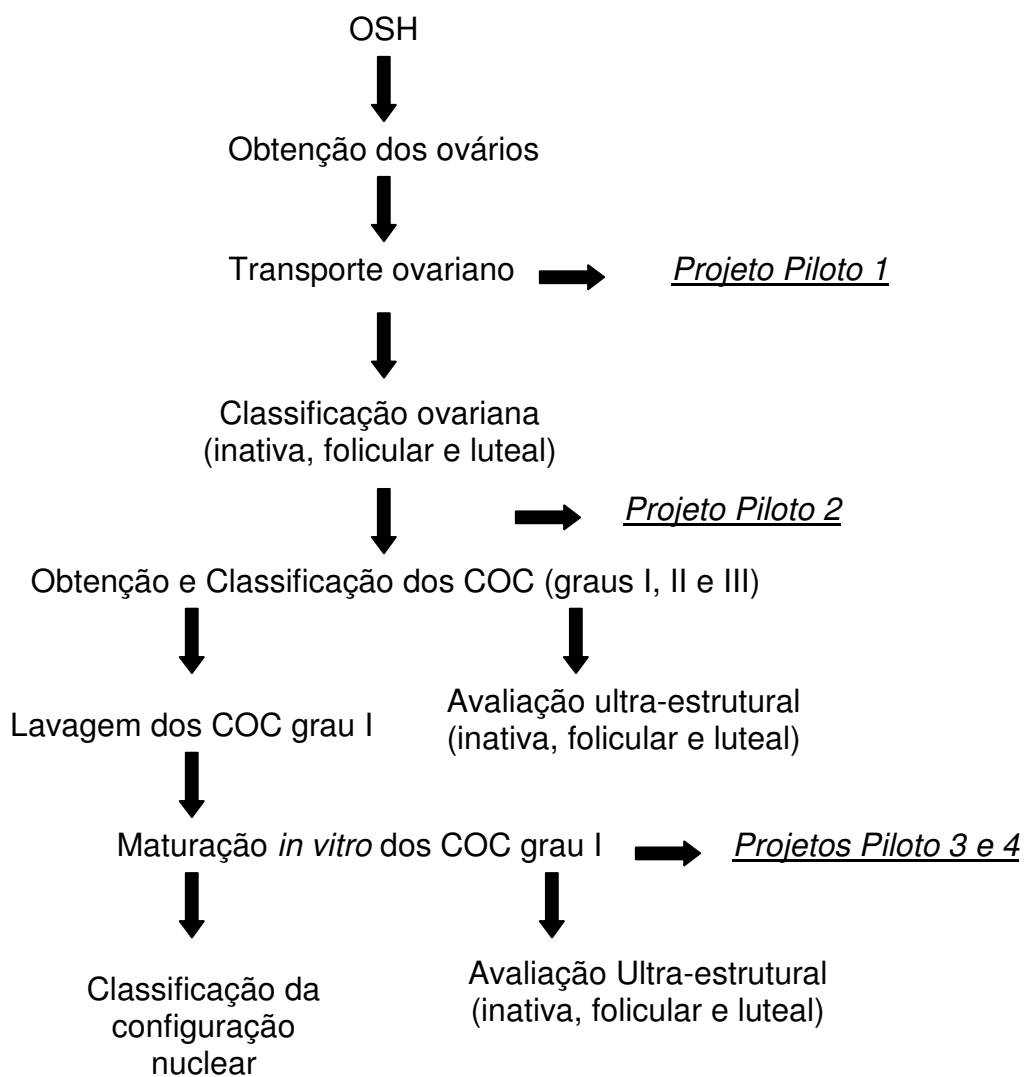 OSH
Obtenção dos ovários
Transporte ovariano
Projeto Piloto 1
Classificação ovariana
(inativa, folicular e luteal)
Projeto Piloto 2
Obtenção e Classificação dos COC (graus I, II e III)
Lavagem dos COC grau I
Avaliação ultra-estrutural
(inativa, folicular e luteal)
Maturação in vitro dos COC grau I
Projetos Piloto 3 e 4
Classificação da
configuração
nuclear
Avaliação Ultra-estrutural
(inativa, folicular e luteal)